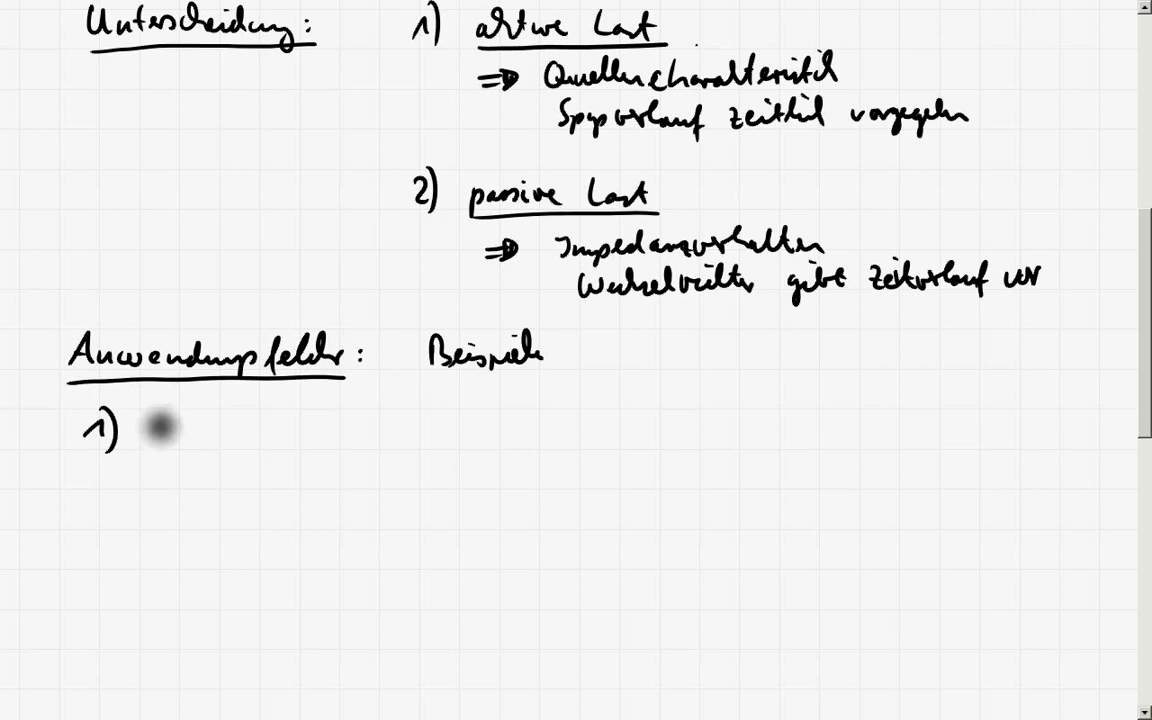 Unterscheidung: 1) aktive Last
⇒ Quellencharakteristik
Spgsverlauf zeitlich vorgegeben
2) passive Last
⇒ Impedanzverhalten
Wechselrichter gibt Zeitverlauf vor
Anwendungsfelder: Beispiele
1)